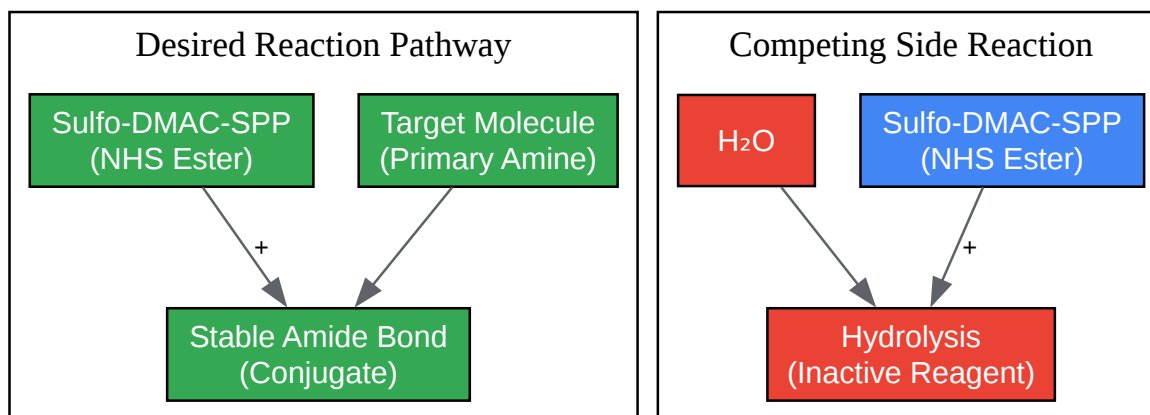 Desired Reaction Pathway
Sulfo-DMAC-SPP
(NHS Ester)
Target Molecule
(Primary Amine)
+
Stable Amide Bond
(Conjugate)
Competing Side Reaction
H₂O
Sulfo-DMAC-SPP
(NHS Ester)
+
Hydrolysis
(Inactive Reagent)